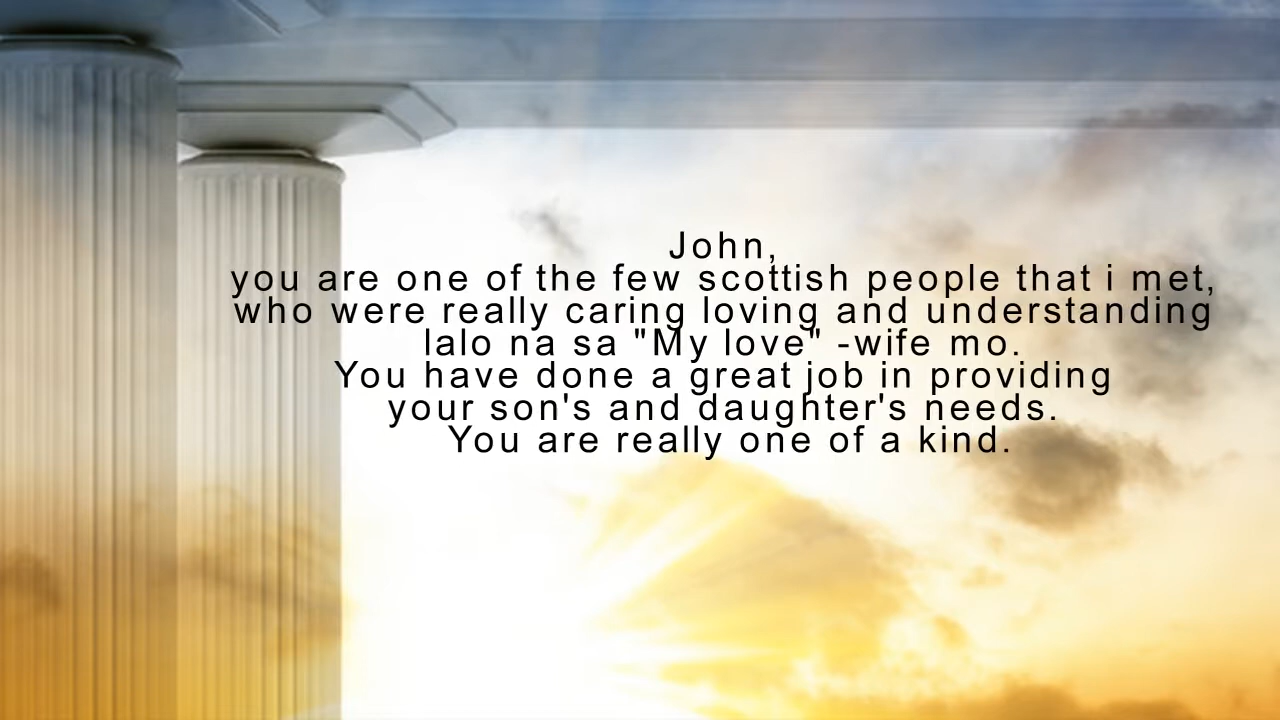 John,
you are one of the few scottish people that i met,
who were really caring loving and understanding
lalo na sa "My love" -wife mo.
You have done a great job in providing
your son's and daughter's needs.
You are really one of a kind.